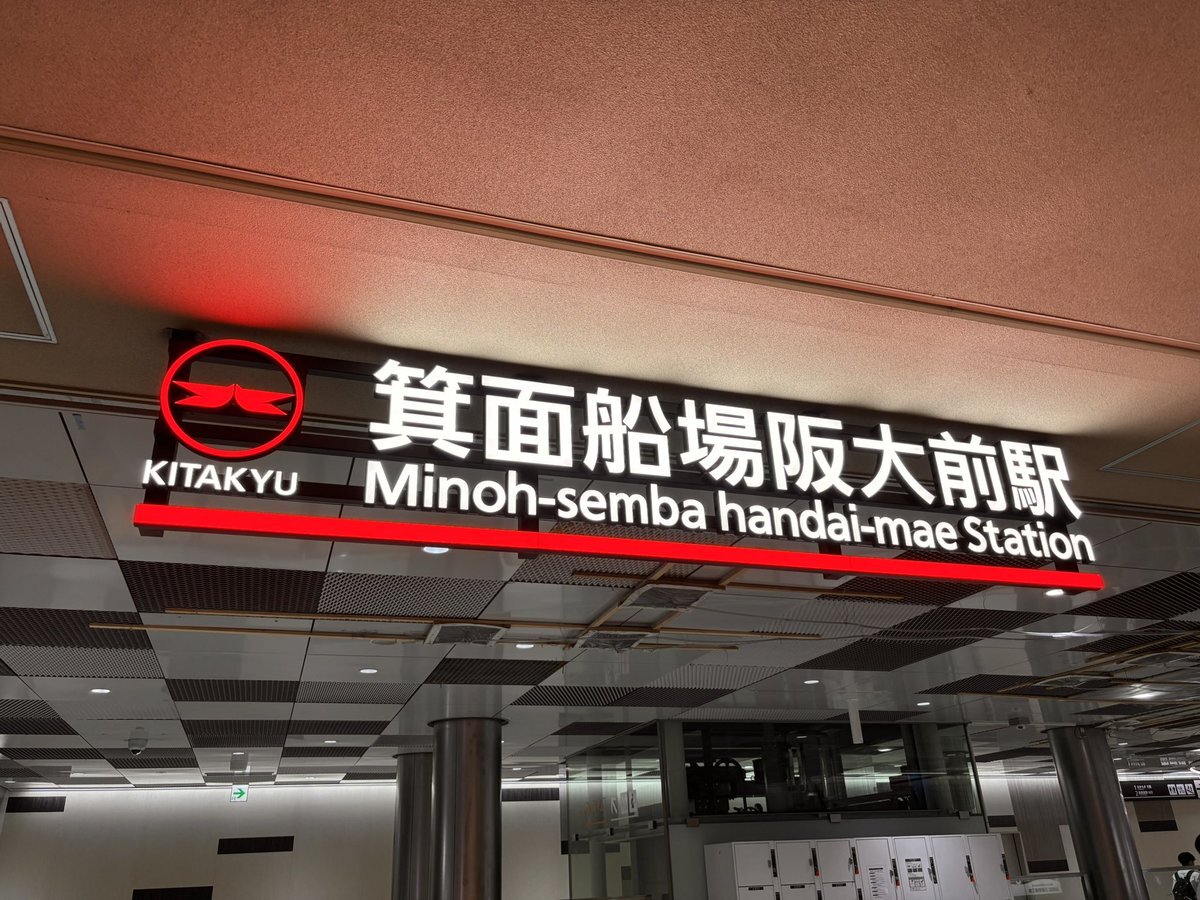 箕面船場阪大前駅
KITAKYU
Minoh-semba handai-mae Station